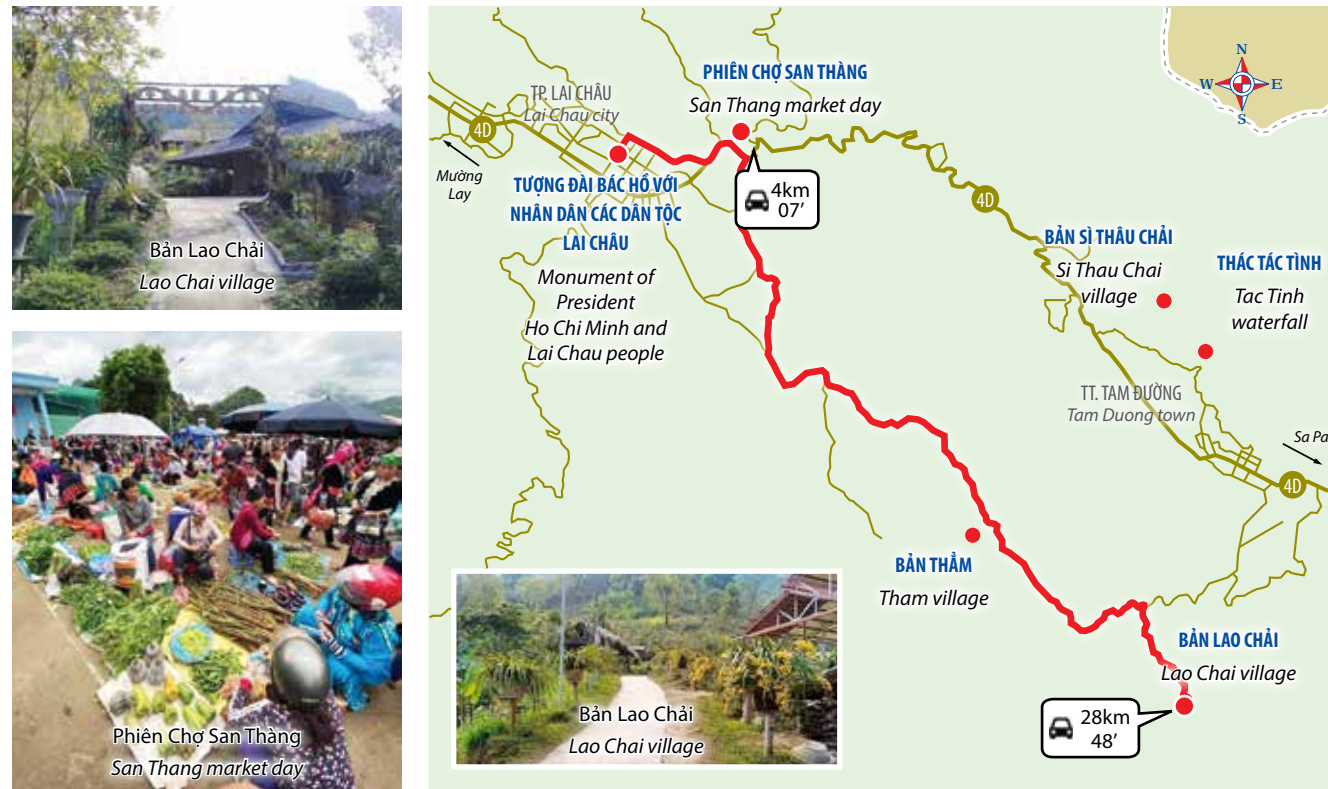 Bản Lao Chải
Lao Chai village
Phiên Chợ San Thàng
San Thang market day
N
W
E
S
PHIÊN CHỢ SAN THÀNG
San Thang market day
TP. LAI CHÂU
Lai Chau city
4D
Mường
Lay
TƯỢNG ĐÀI BÁC HỒ VỚI
NHÂN DÂN CÁC DÂN TỘC
LAI CHÂU
Monument of
President
Ho Chi Minh and
Lai Chau people
4km
07’
4D
BẢN SÌ THÂU CHẢI
Si Thau Chai
village
THÁC TÁC TÌNH
Tac Tinh
waterfall
TT. TAM ĐƯỜNG
Tam Duong town
Sa Pa
4D
BẢN THẲM
Tham village
BẢN LAO CHẢI
Lao Chai village
28km
48’
Bản Lao Chải
Lao Chai village